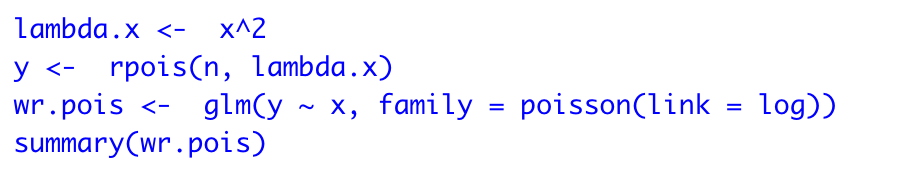 lambda.x <-  x^2
y <-  rpois(n, lambda.x)
wr.pois <-  glm(y ~ x, family = poisson(link = log))
summary(wr.pois)